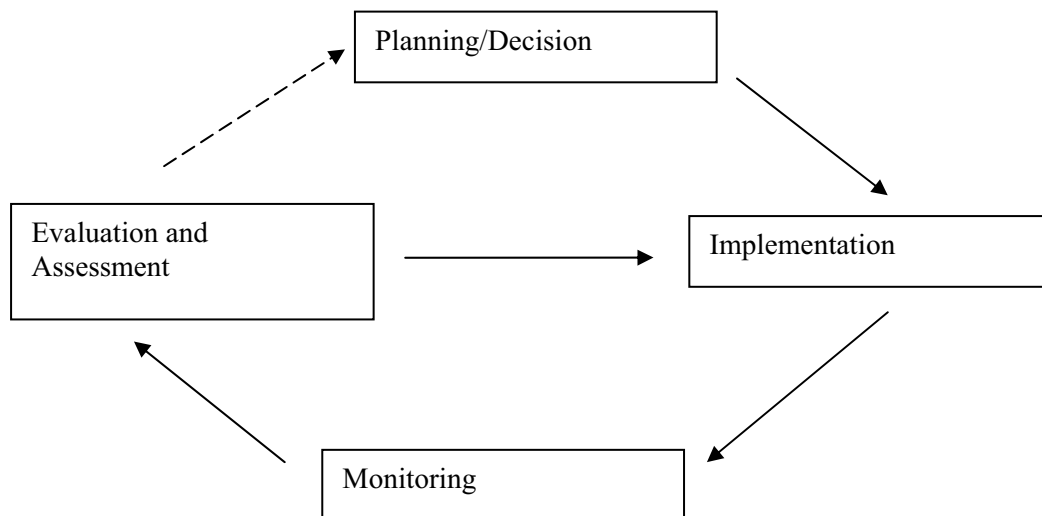 Planning/Decision
Evaluation and
Assessment
Implementation
Monitoring